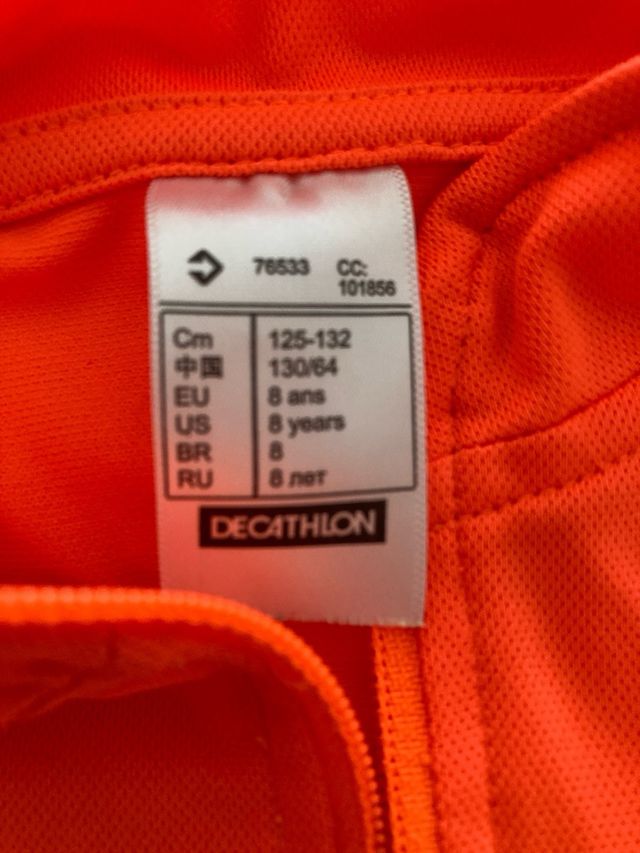 76533 CC:
101856
Cm 125-132
中国 130/64
EU 8 ans
US 8 years
BR 8
RU 8 лет
DECATHLON